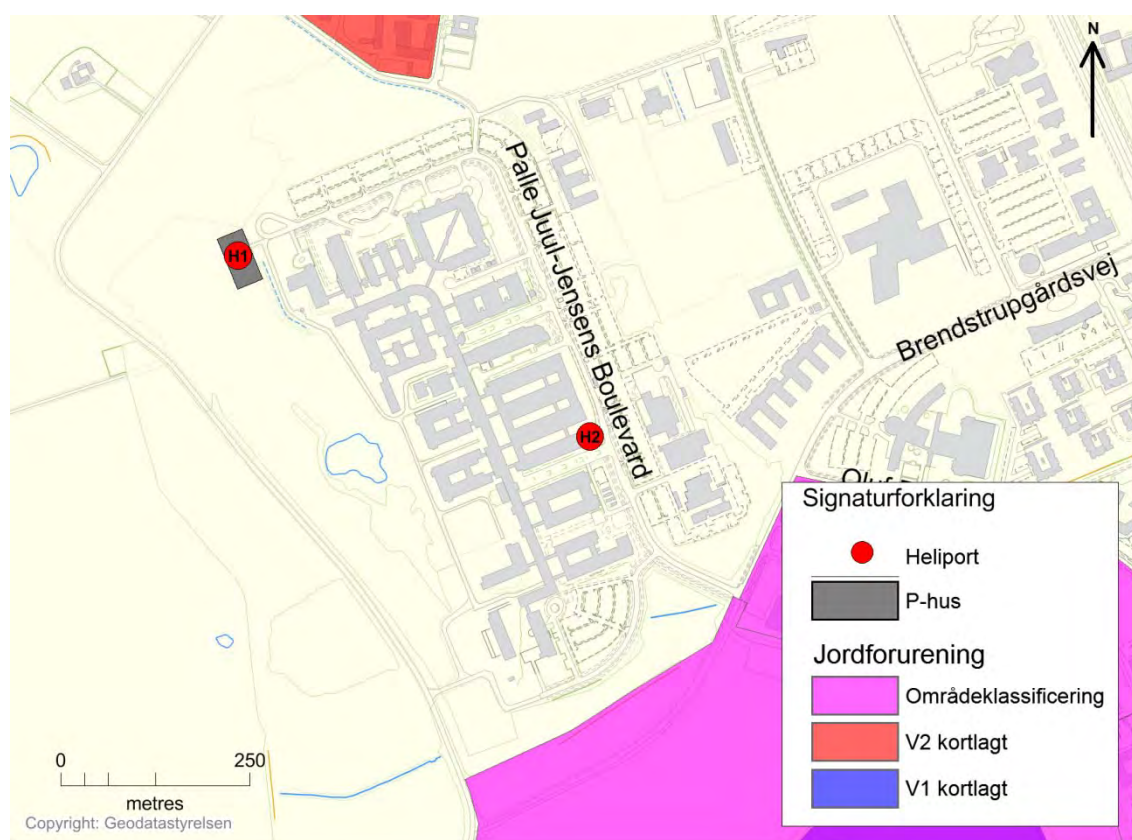 N
Palle Juul-Jensens Boulevard
H1
Brendstrupgårdsvej
H2
Oluf
Signaturforklaring
Heliport
P-hus
Jordforurening
Områdeklassificering
V2 kortlagt
V1 kortlagt
0 250
metres
Copyright: Geodatastyrelsen